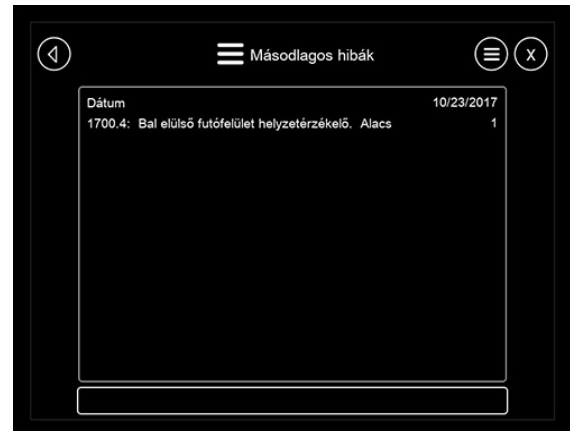 Másodlagos hibák
X
Dátum 10/23/2017
1700.4: Bal elülső futófelület helyzetérzékelő. Alacs 1